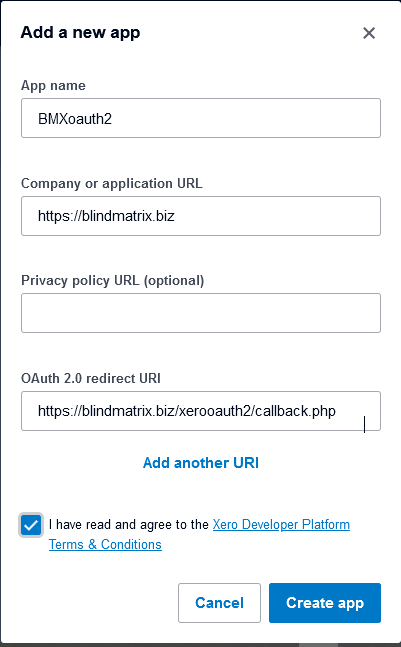 Add a new app
App name
BMXoauth2
Company or application URL
https://blindmatrix.biz
Privacy policy URL (optional)
OAuth 2.0 redirect URI
https://blindmatrix.biz/xerooauth2/callback.php
Add another URI
I have read and agree to the Xero Developer Platform
Terms & Conditions
Cancel Create app